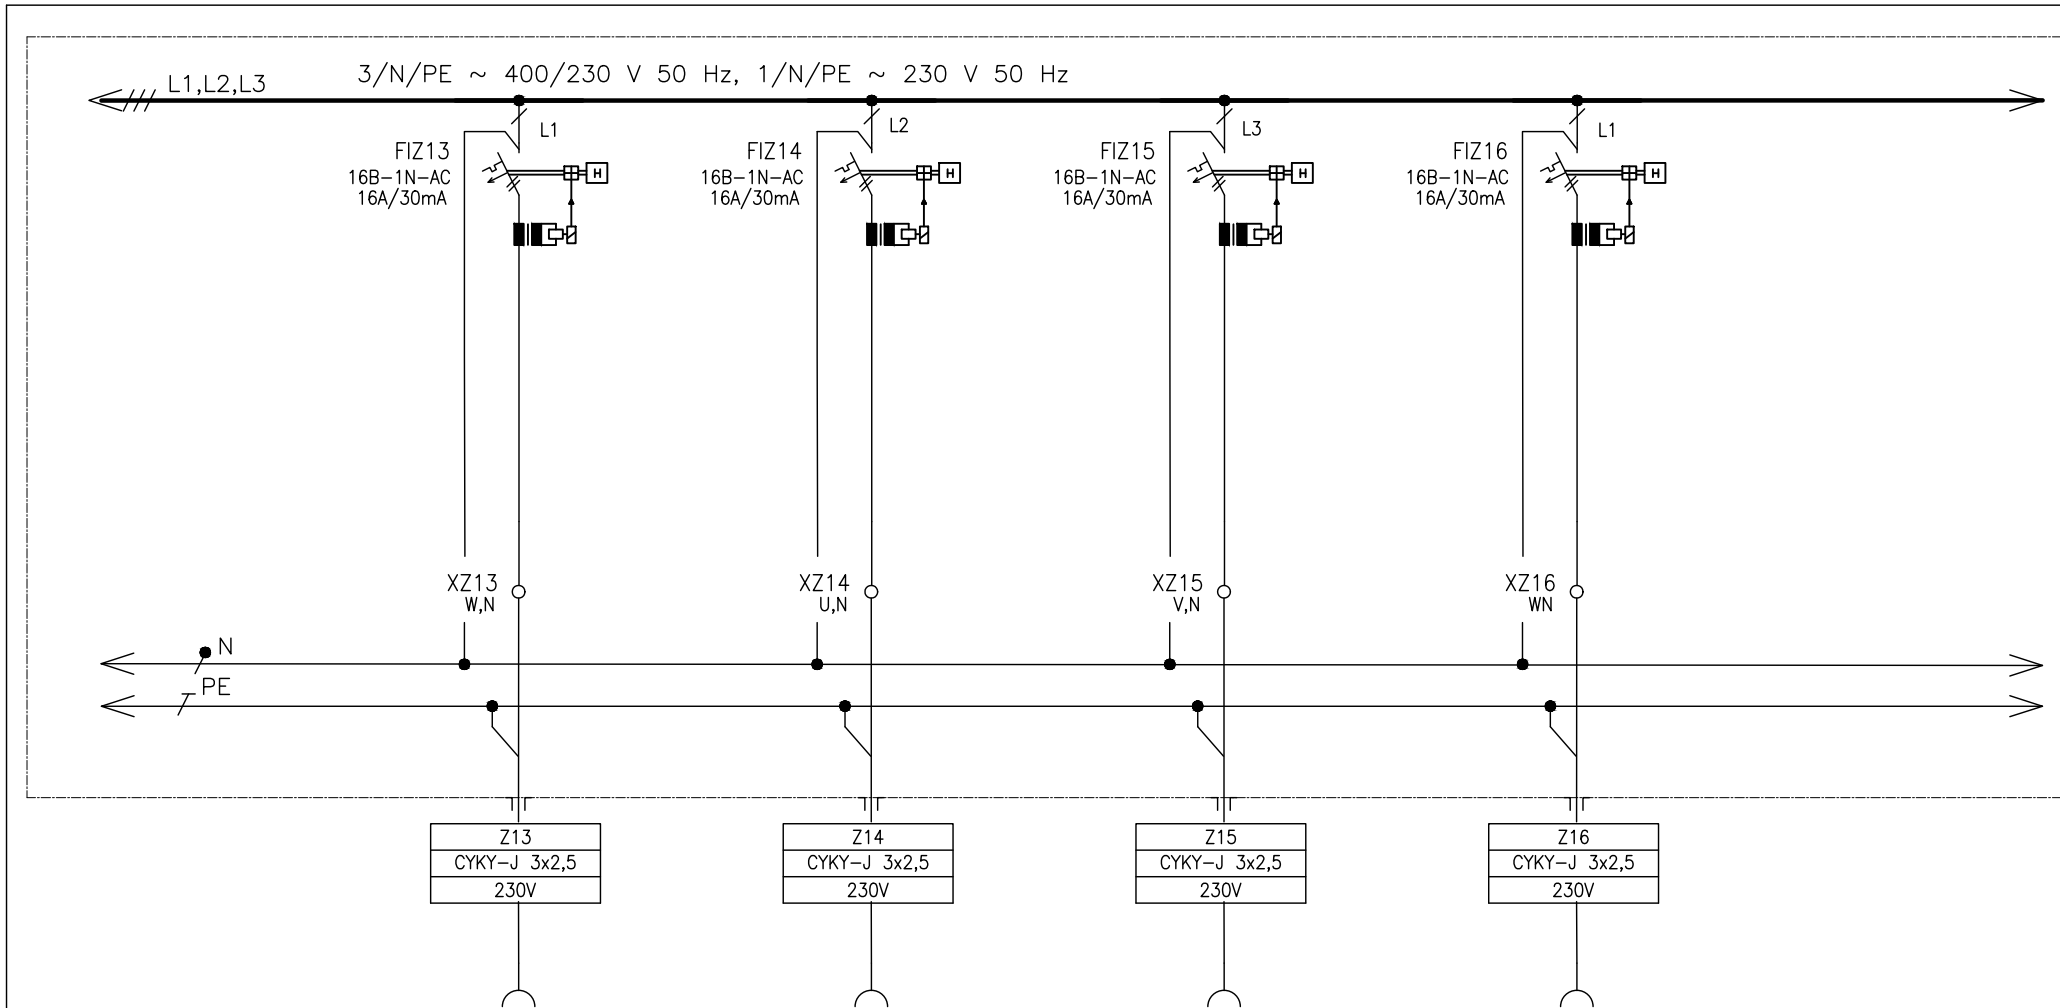 L1,L2,L3
3/N/PE ~ 400/230 V 50 Hz, 1/N/PE ~ 230 V 50 Hz
L1
FIZ13
16B-1N-AC
16A/30mA
H
L2
FIZ14
16B-1N-AC
16A/30mA
H
L3
FIZ15
16B-1N-AC
16A/30mA
H
L1
FIZ16
16B-1N-AC
16A/30mA
H
XZ13
W,N
XZ14
U,N
XZ15
V,N
XZ16
WN
N
PE
Z13
CYKY-J 3x2,5
230V
Z14
CYKY-J 3x2,5
230V
Z15
CYKY-J 3x2,5
230V
Z16
CYKY-J 3x2,5
230V